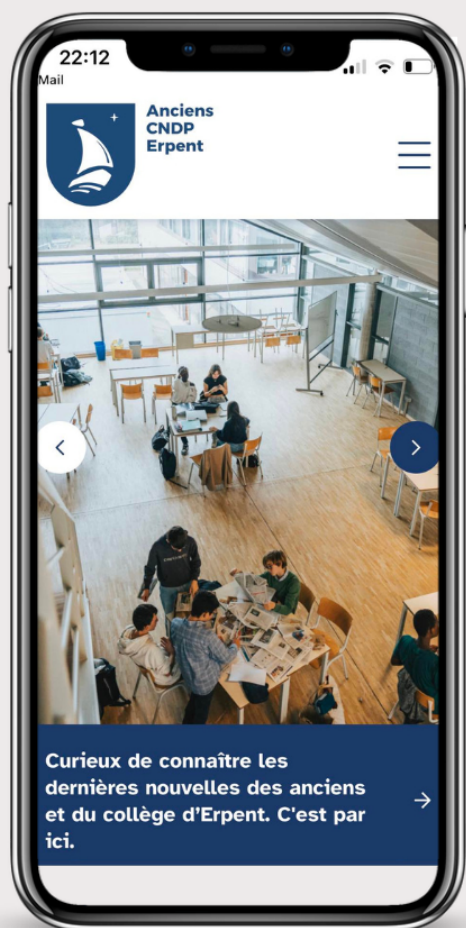 22:12
Mail
Anciens
CNDP
Erpent
Curieux de connaître les
dernières nouvelles des anciens
et du collège d’Erpent. C'est par
ici.